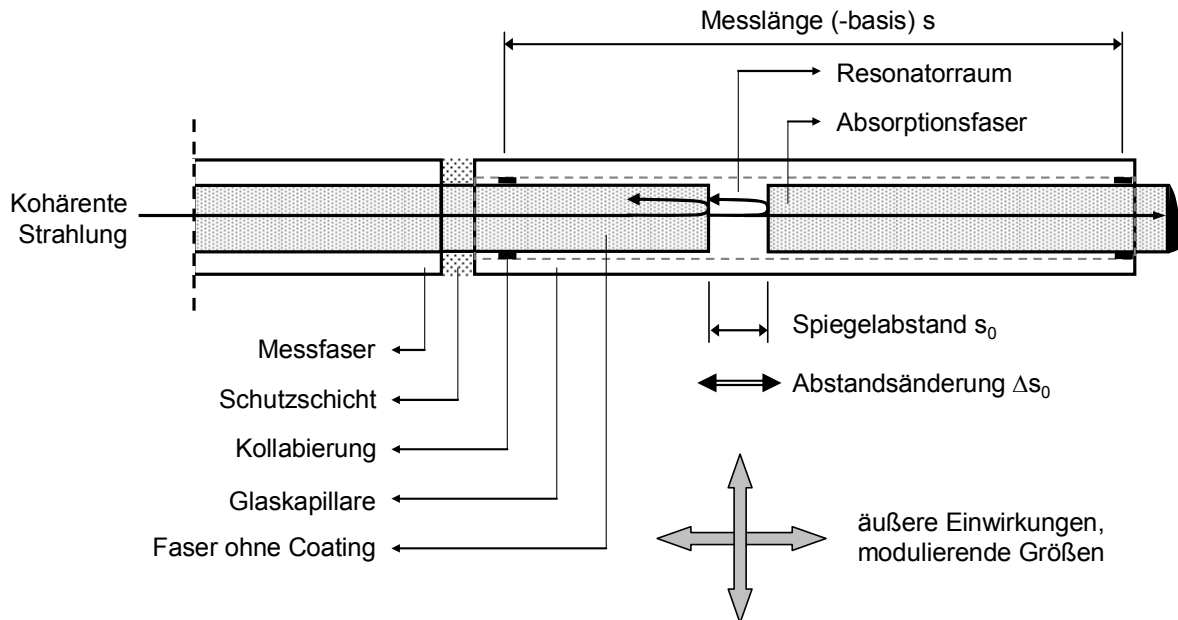 Messlänge (-basis) s
Resonatorraum
Absorptionsfaser
Kohärente
Strahlung
Spiegelabstand s₀
Messfaser
Abstandsänderung Δs₀
Schutzschicht
Kollabierung
Glaskapillare
äußere Einwirkungen,
modulierende Größen
Faser ohne Coating